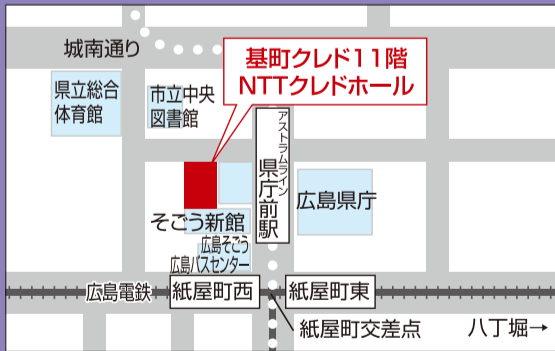 城南通り
基町クレド11階
NTTクレドホール
県立総合
体育館
市立中央
図書館
アストラムライン
県庁前駅
広島県庁
そごう新館
広島そごう
広島バスセンター
広島電鉄
紙屋町西
紙屋町東
紙屋町交差点
八丁堀→